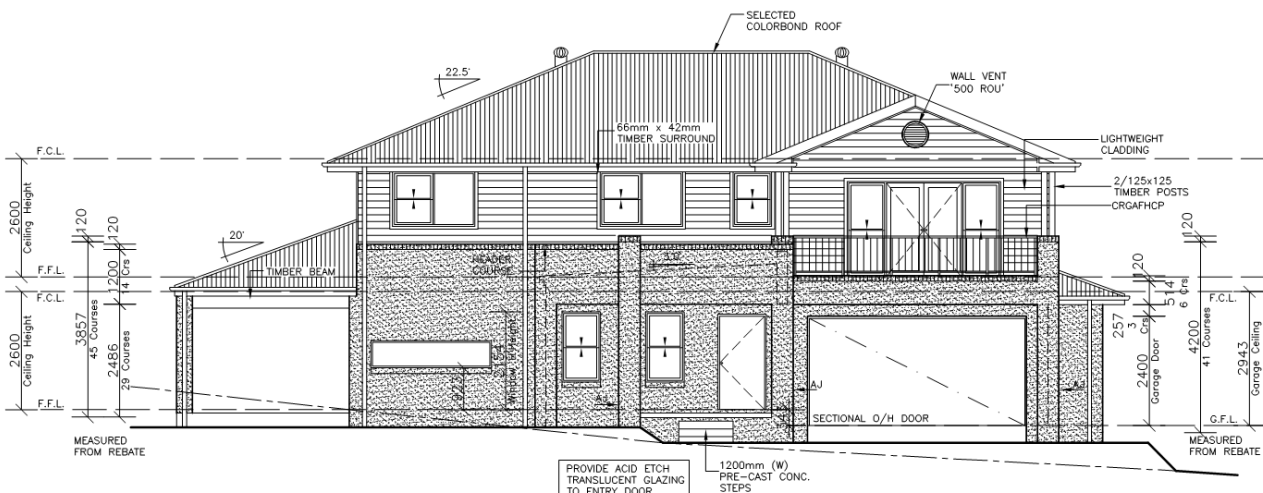 SELECTED
COLORBOND ROOF
22.5°
WALL VENT
'500 ROU'
66mm x 42mm
TIMBER SURROUND
LIGHTWEIGHT
CLADDING
2/125x125
TIMBER POSTS
CRGAFHCP
F.C.L.
2600
Ceiling Height
F.F.L.
F.C.L.
2600
Ceiling Height
F.F.L.
120
3857
45 Courses
120
1200
14 Crs
2486
29 Courses
MEASURED
FROM REBATE
20°
TIMBER BEAM
HEADER
COURSE
Window Height
AJ
AJ
AJ
SECTIONAL O/H DOOR
PROVIDE ACID ETCH
TRANSLUCENT GLAZING
TO ENTRY DOOR
1200mm (W)
PRE-CAST CONC.
STEPS
120
514
6 Crs
257
3 Crs
2400
Garage Door
120
4200
41 Courses
F.C.L.
2943
Garage Ceiling
G.F.L.
MEASURED
FROM REBATE